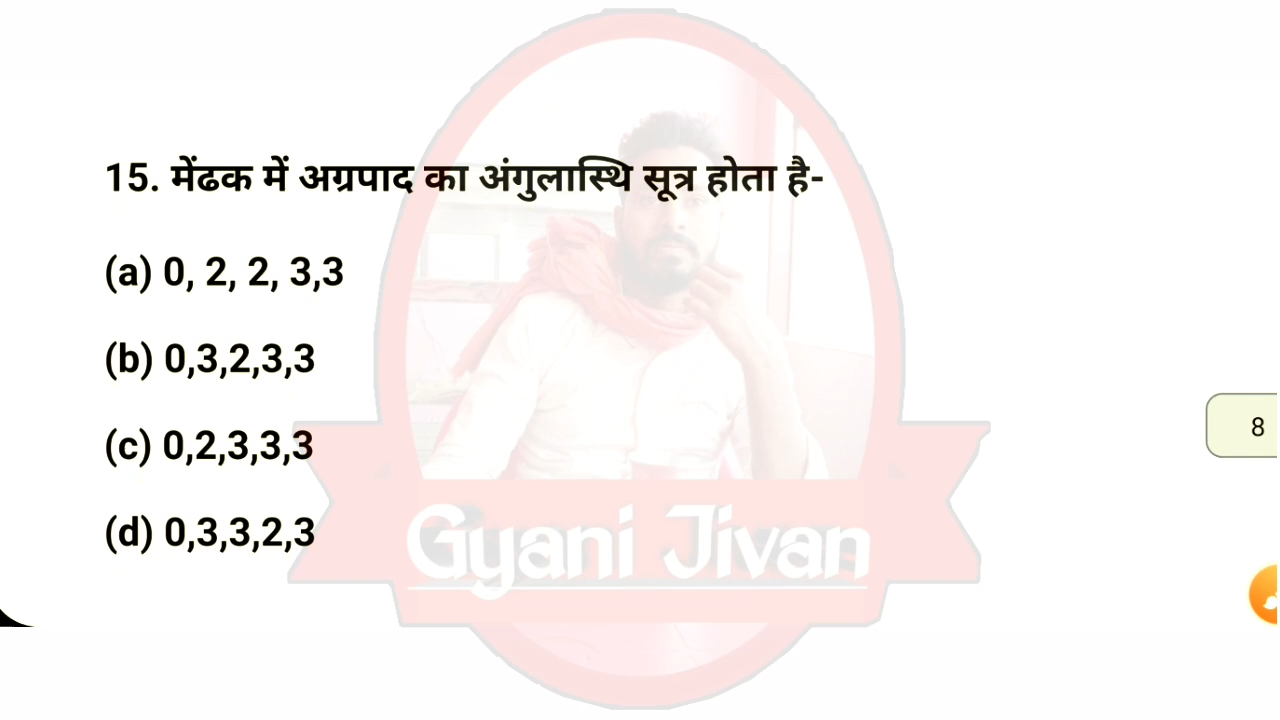 15. मेंढक में अग्रपाद का अंगुलास्थि सूत्र होता है-
(a) 0, 2, 2, 3,3
(b) 0,3,2,3,3
(c) 0,2,3,3,3
8
(d) 0,3,3,2,3
Gyani Jivan